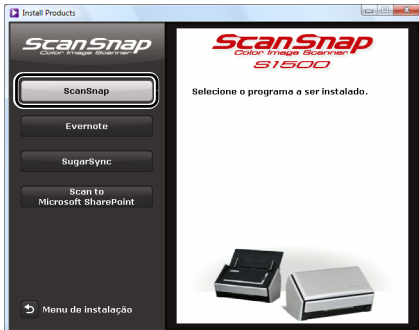 Install Products
ScanSnap
Color Image Scanner
ScanSnap
Evernote
SugarSync
Scan to
Microsoft SharePoint
Menu de instalação
ScanSnap
Color Image Scanner
S1500
Selecione o programa a ser instalado.